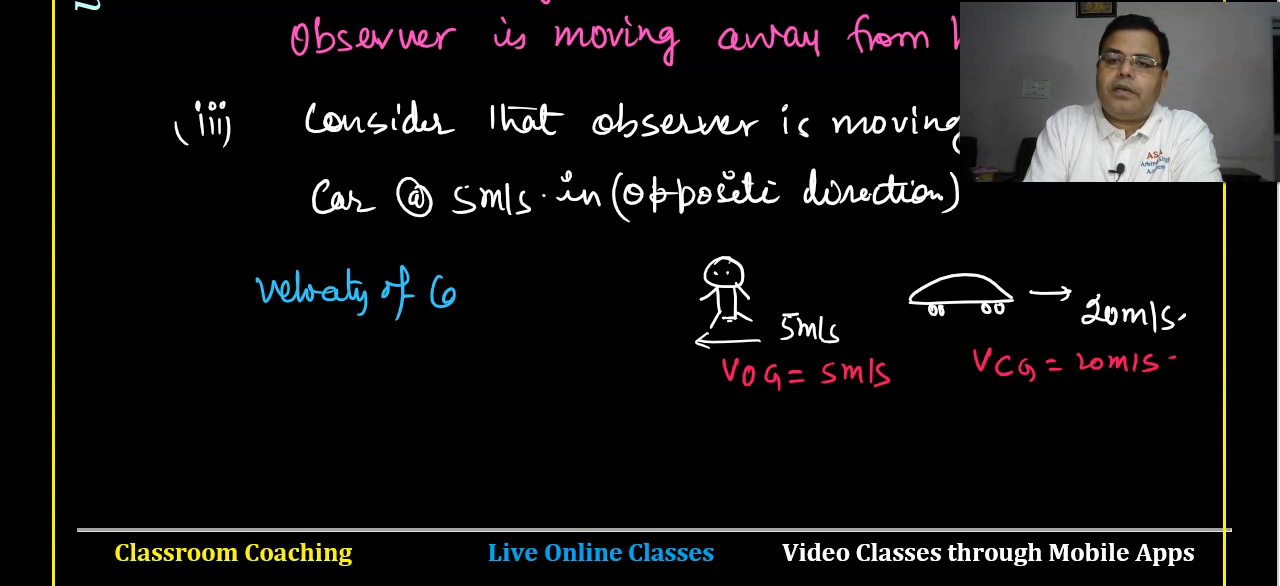 Observer is moving away from
(iii) Consider that observer is moving
Car @ 5m/s. in (opposite direction)
Velocity of
5m/s
20m/s.
VOG = 5m/s
VCG = 20m/s
Classroom Coaching
Live Online Classes
Video Classes through Mobile Apps